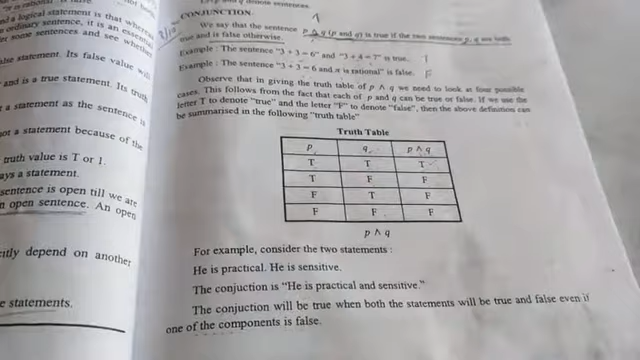 ordinary sentence, it is an essential
some sentences and see whether
false statement. Its false value will
and is a true statement. Its truth
a statement as the sentence is
not a statement because of the
truth value is T or 1.
a statement.
sentence is open till we are
open sentence. An open
depend on another
statements.
denote sentences.
CONJUNCTION
We say that the sentence p ∧ q (p and q) is true if the two sentences p, q are both
true and is false otherwise.
Example : The sentence "3 + 3 = 6" and "3 + 4 = 7" is true. T
Example : The sentence "3 + 3 = 6 and π is rational" is false. F
Observe that in giving the truth table of p ∧ q we need to look at four possible
cases. This follows from the fact that each of p and q can be true or false. If we use the
letter T to denote "true" and the letter "F" to denote "false", then the above definition can
be summarised in the following "truth table"
Truth Table
p q p ∧ q
T T T
T F F
F T F
F F F
p ∧ q
For example, consider the two statements :
He is practical. He is sensitive.
The conjuction is "He is practical and sensitive."
The conjuction will be true when both the statements will be true and false even if
one of the components is false.